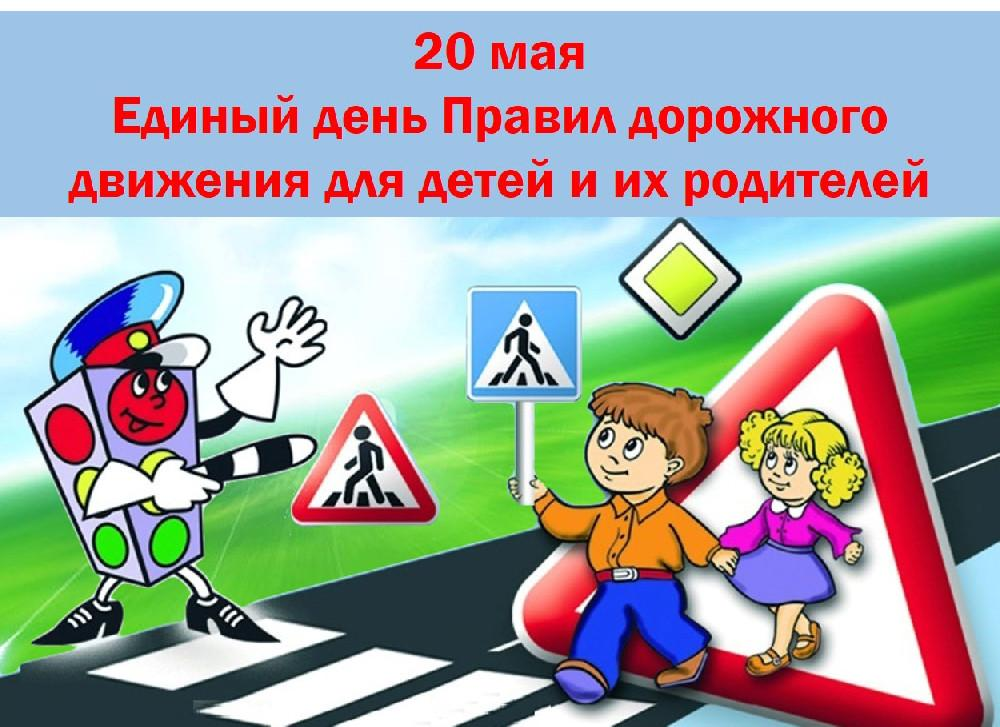 20 мая
Единый день Правил дорожного
движения для детей и их родителей